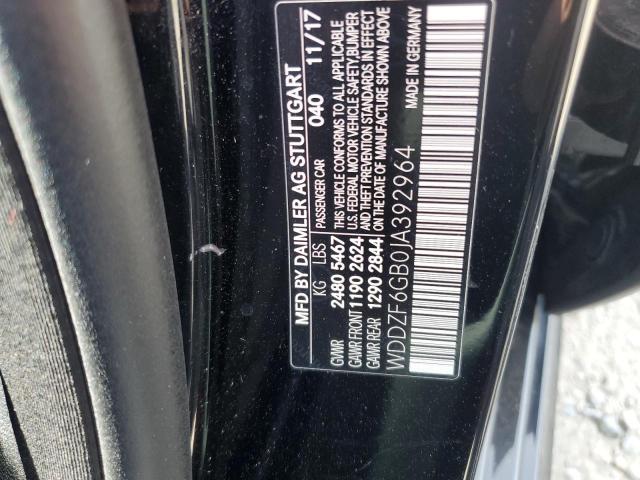 MFD BY DAIMLER AG STUTTGART
040 11/17
KG LBS PASSENGER CAR
GVWR 2480 5467 THIS VEHICLE CONFORMS TO ALL APPLICABLE
GAWR FRONT 1190 2624 U.S. FEDERAL MOTOR VEHICLE SAFETY, BUMPER
GAWR REAR 1290 2844 AND THEFT PREVENTION STANDARDS IN EFFECT
ON THE DATE OF MANUFACTURE SHOWN ABOVE
WDDZF6GB0JA392964 MADE IN GERMANY